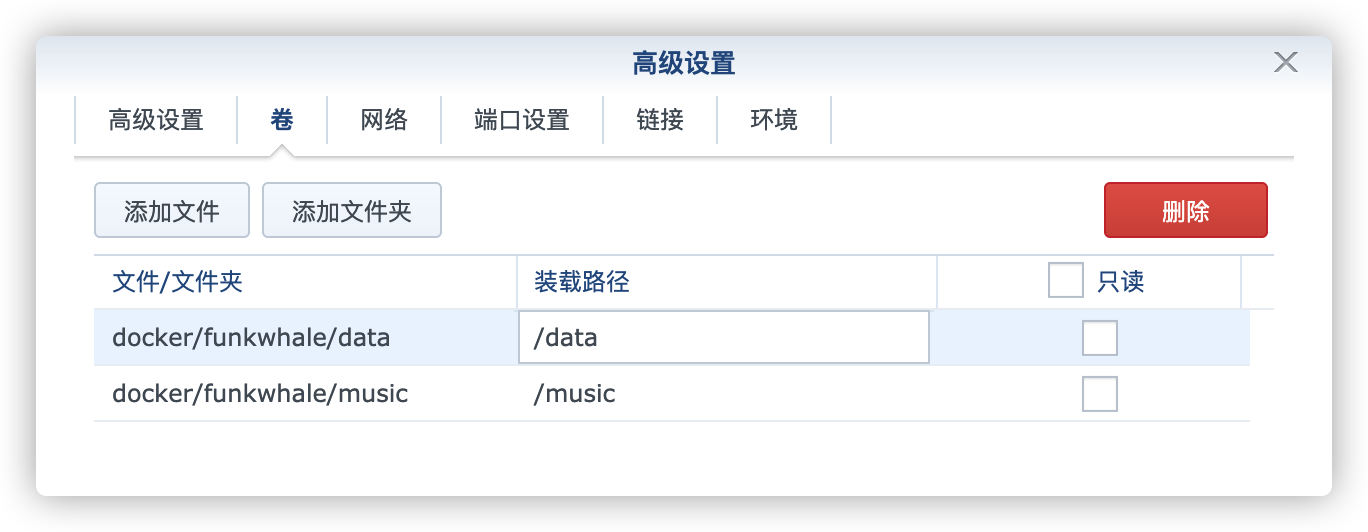 高级设置
高级设置 卷 网络 端口设置 链接 环境
添加文件 添加文件夹 删除
文件/文件夹 装载路径 只读
docker/funkwhale/data /data
docker/funkwhale/music /music